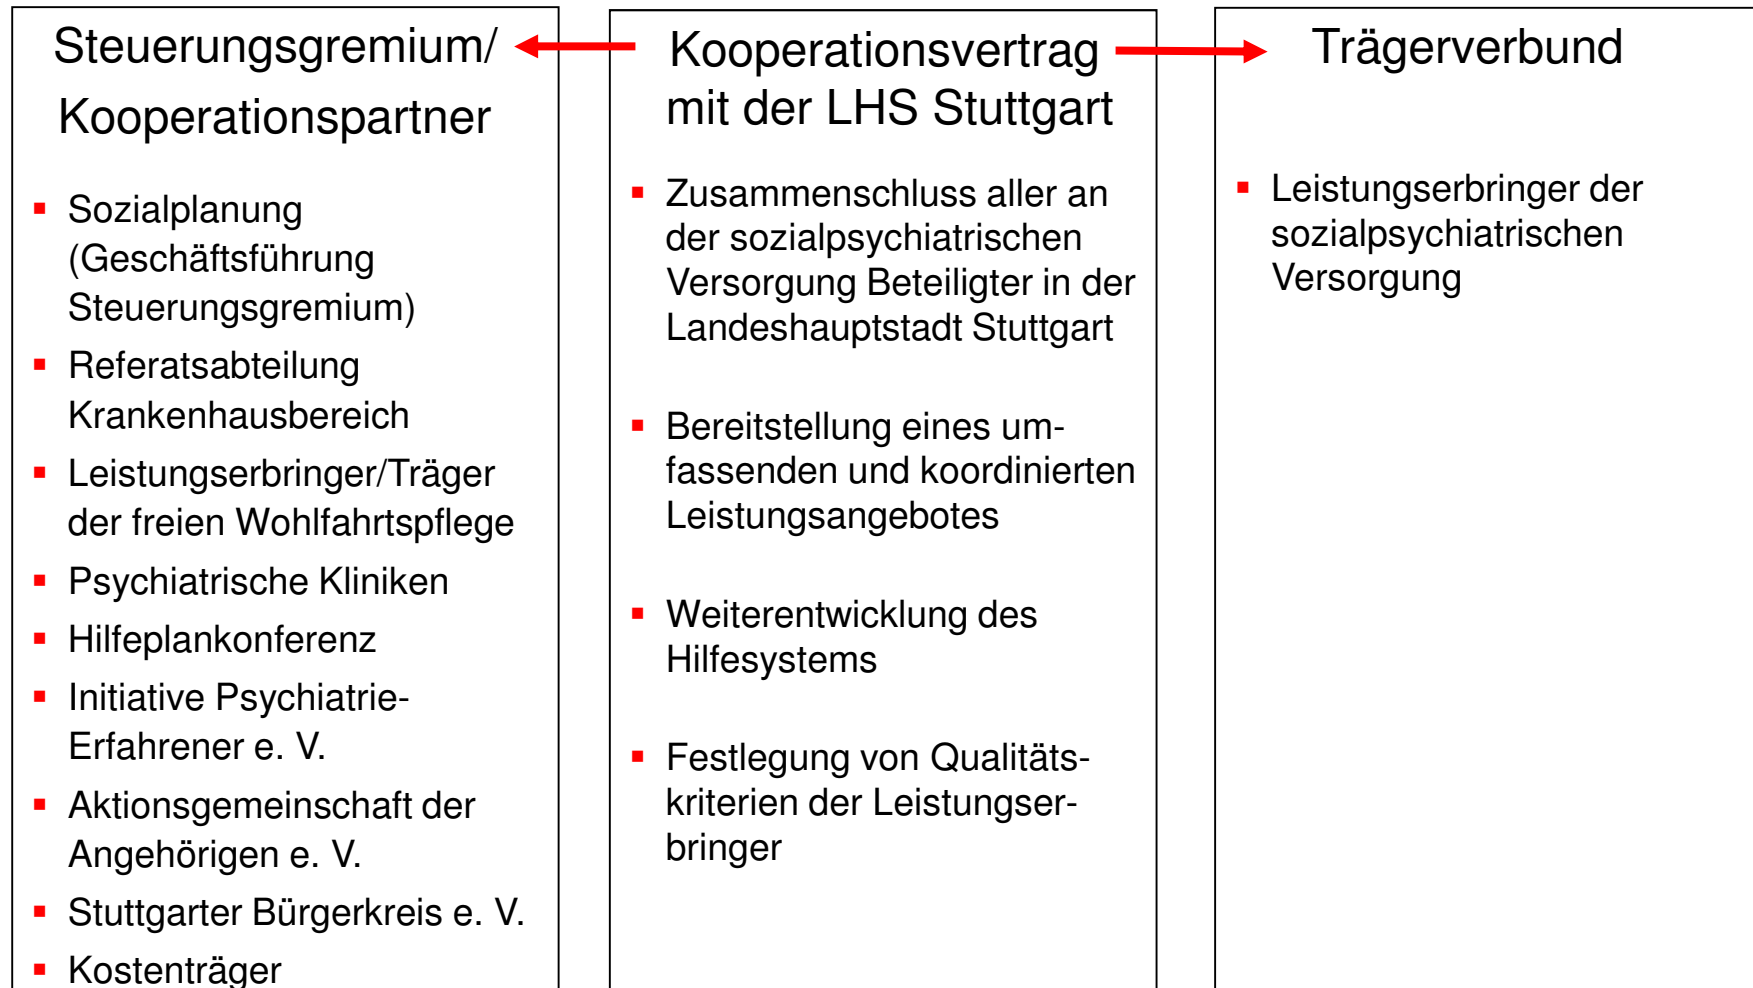 Steuerungsgremium/
Kooperationspartner
Sozialplanung
(Geschäftsführung
Steuerungsgremium)
Referatsabteilung
Krankenhausbereich
Leistungserbringer/Träger
der freien Wohlfahrtspflege
Psychiatrische Kliniken
Hilfeplankonferenz
Initiative Psychiatrie-
Erfahrener e. V.
Aktionsgemeinschaft der
Angehörigen e. V.
Stuttgarter Bürgerkreis e. V.
Kostenträger
Kooperationsvertrag
mit der LHS Stuttgart
Zusammenschluss aller an
der sozialpsychiatrischen
Versorgung Beteiligter in der
Landeshauptstadt Stuttgart
Bereitstellung eines um-
fassenden und koordinierten
Leistungsangebotes
Weiterentwicklung des
Hilfesystems
Festlegung von Qualitäts-
kriterien der Leistungser-
bringer
Trägerverbund
Leistungserbringer der
sozialpsychiatrischen
Versorgung